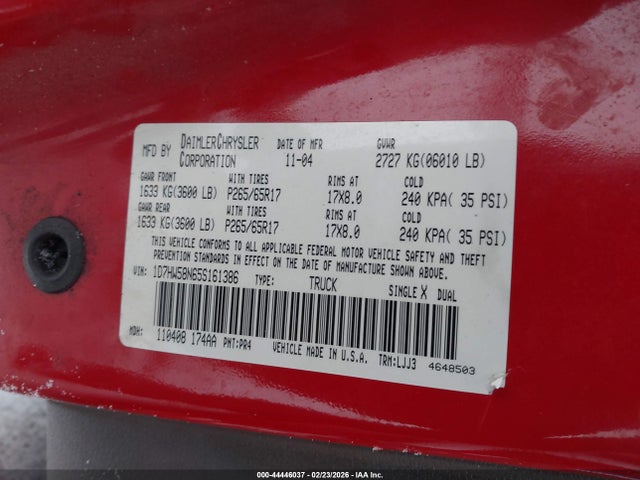 MFD BY DAIMLERCHRYSLER CORPORATION DATE OF MFR 11-04 GVWR 2727 KG(06010 LB)
GAWR FRONT WITH TIRES RIMS AT COLD
1633 KG(3600 LB) P265/65R17 17X8.0 240 KPA( 35 PSI)
GAWR REAR WITH TIRES RIMS AT COLD
1633 KG(3600 LB) P265/65R17 17X8.0 240 KPA( 35 PSI)
THIS VEHICLE CONFORMS TO ALL APPLICABLE FEDERAL MOTOR VEHICLE SAFETY AND THEFT
PREVENTION STANDARDS IN EFFECT ON THE DATE OF MANUFACTURE SHOWN ABOVE.
VIN: 1D7HW58N65S161386 TYPE: TRUCK SINGLE X DUAL
MDH: 110408 174AA PNT:PR4 VEHICLE MADE IN U.S.A. TRM:LJJ3 4648503
000-44446037 - 02/23/2026 - IAA Inc.